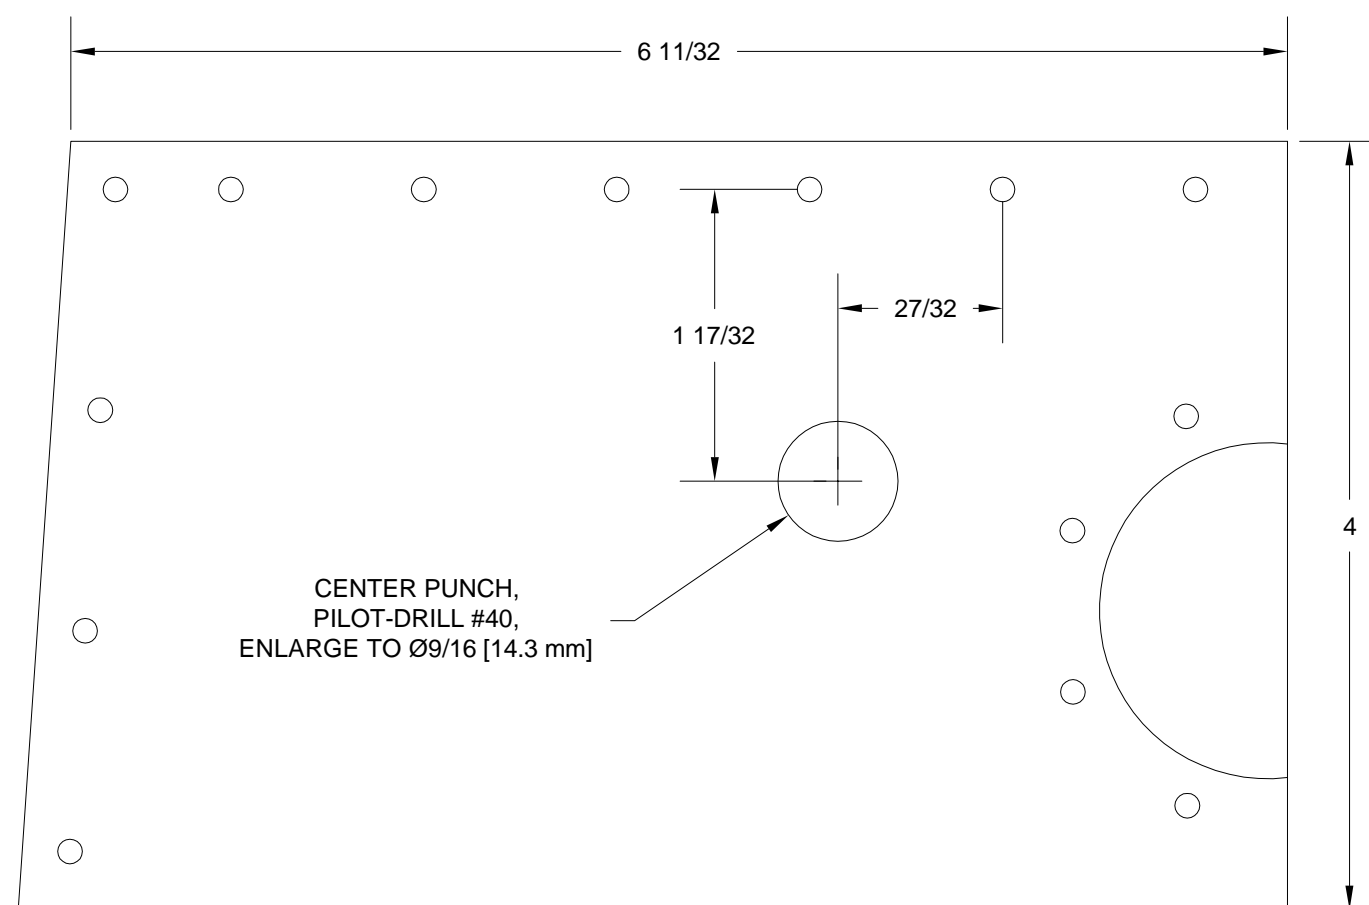 6 11/32
27/32
1 17/32
4
CENTER PUNCH,
PILOT-DRILL #40,
ENLARGE TO Ø9/16 [14.3 mm]